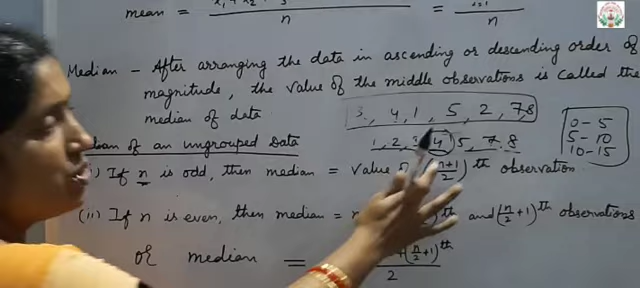 mean = / n = / n
Median - After arranging the data in ascending or descending order of
magnitude, the value of the middle observations is called the
median of data
3, 4, 1, 5, 2, 7, 8
1, 2, 3, 4, 5, 7, 8
0-5
5-10
10-15
of an ungrouped Data
(i) If n is odd, then median = value of (n+1/2)th observation
(ii) If n is even, then median = th and (n/2 +1)th observations
or median = + (n/2 +1)th / 2